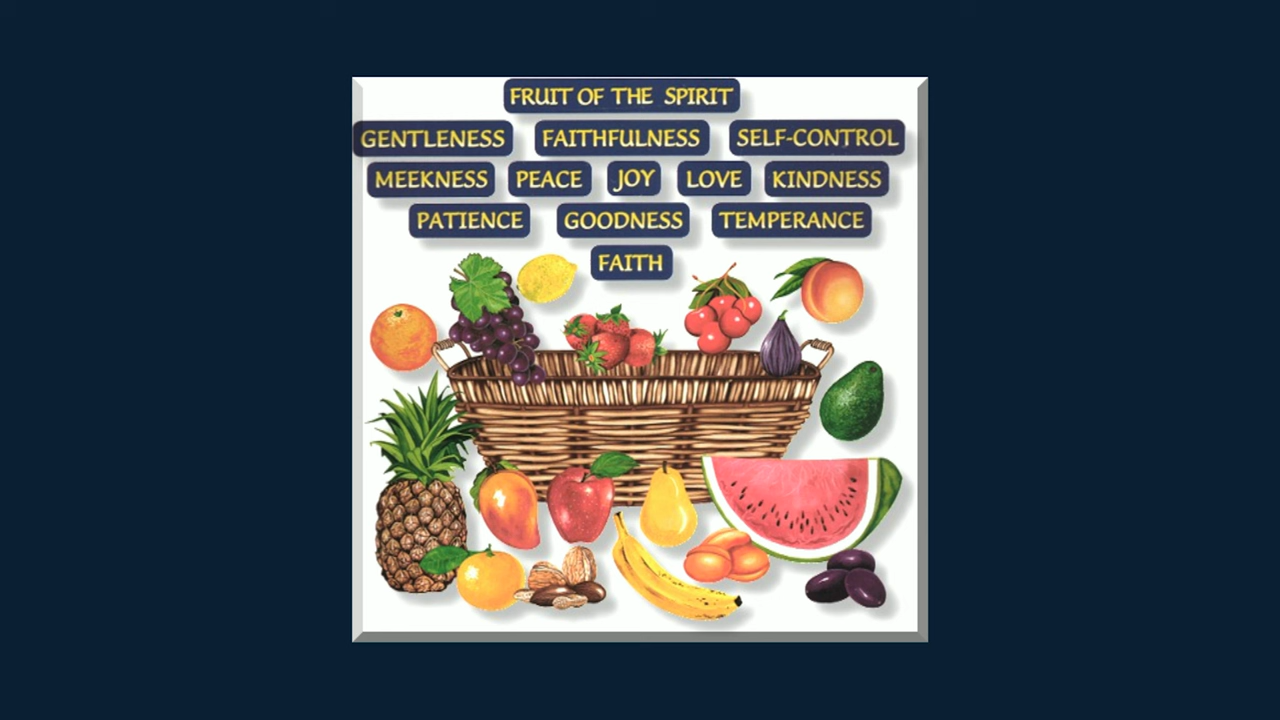 FRUIT OF THE SPIRIT
GENTLENESS FAITHFULNESS SELF-CONTROL
MEEKNESS PEACE JOY LOVE KINDNESS
PATIENCE GOODNESS TEMPERANCE
FAITH